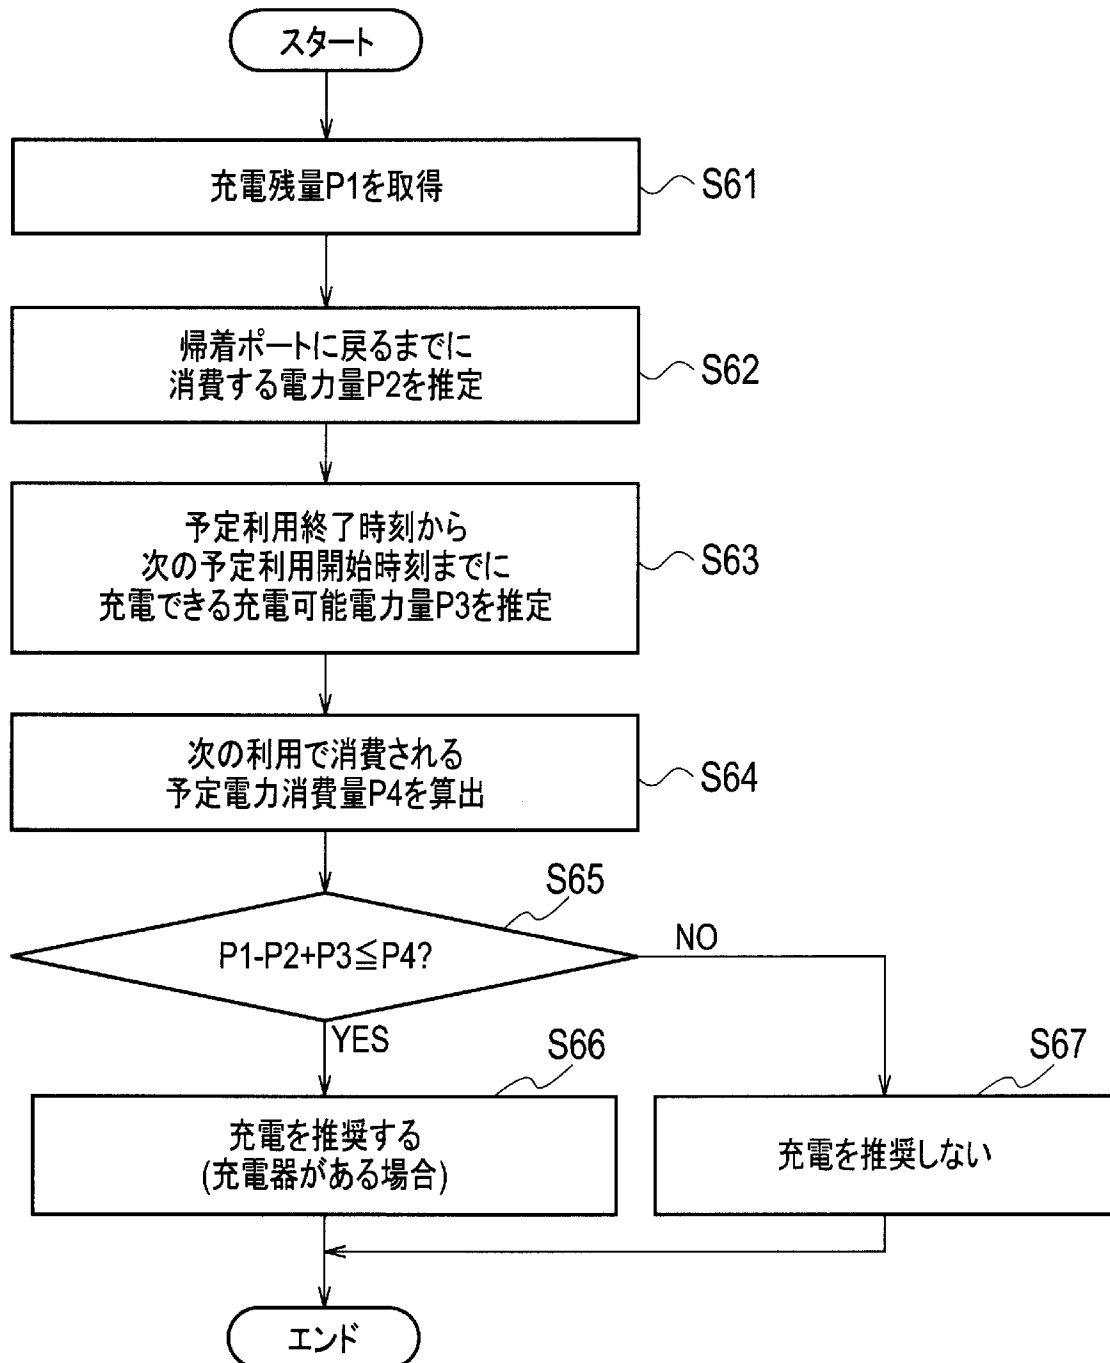 スタート
充電残量P1を取得
S61
帰着ポートに戻るまでに
消費する電力量P2を推定
S62
予定利用終了時刻から
次の予定利用開始時刻までに
充電できる充電可能電力量P3を推定
S63
次の利用で消費される
予定電力消費量P4を算出
S64
S65
P1-P2+P3≦P4?
NO
YES
S66
充電を推奨する
(充電器がある場合)
S67
充電を推奨しない
エンド